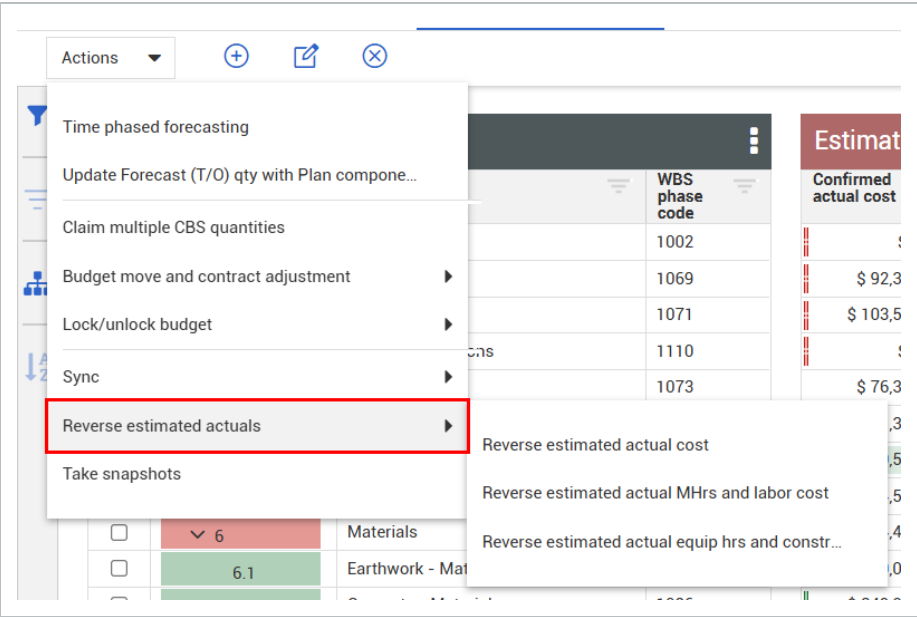 Actions
Time phased forecasting
Update Forecast (T/O) qty with Plan compone...
Claim multiple CBS quantities
Budget move and contract adjustment
Lock/unlock budget
Sync
Reverse estimated actuals
Take snapshots
Reverse estimated actual cost
Reverse estimated actual MHrs and labor cost
Reverse estimated actual equip hrs and constr...
Estimat
WBS
phase
code
Confirmed
actual cost
1002
1069
$ 92,3
1071
$ 103,5
1110
1073
$ 76,3
6
Materials
6.1
Earthwork - Mat